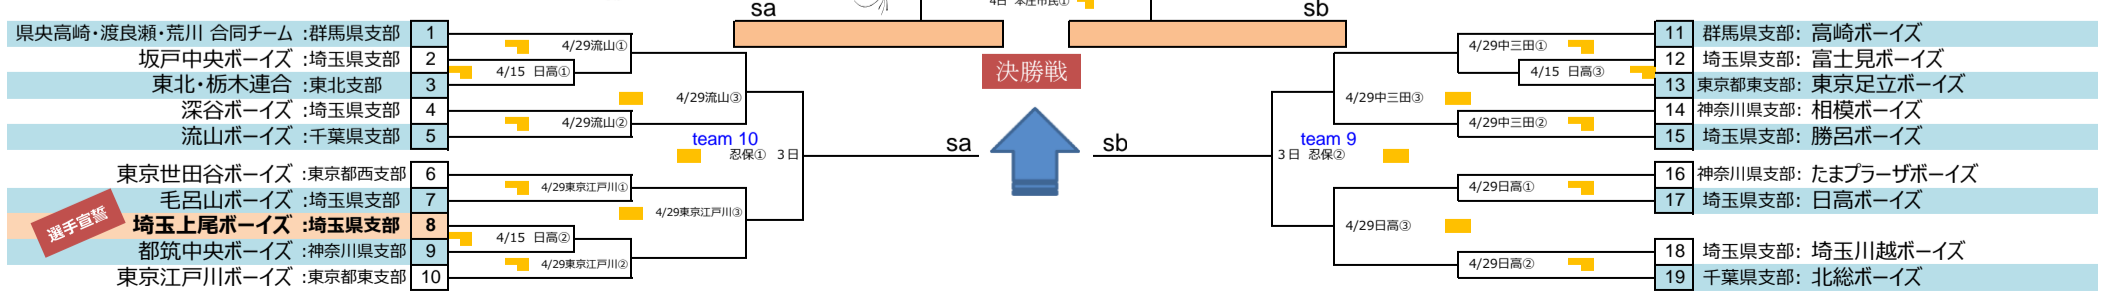 4日 本庄市民①
sa
sb
県央高崎・渡良瀬・荒川 合同チーム :群馬県支部 1
坂戸中央ボーイズ :埼玉県支部 2
東北・栃木連合 :東北支部 3
深谷ボーイズ :埼玉県支部 4
流山ボーイズ :千葉県支部 5
東京世田谷ボーイズ :東京都西支部 6
毛呂山ボーイズ :埼玉県支部 7
選手宣誓
埼玉上尾ボーイズ :埼玉県支部 8
都筑中央ボーイズ :神奈川県支部 9
東京江戸川ボーイズ :東京都東支部 10
4/29流山①
4/15 日高①
4/29流山③
4/29流山②
team 10
忍保① 3日
4/29東京江戸川①
4/29東京江戸川③
4/15 日高②
4/29東京江戸川②
決勝戦
sa
sb
team 9
3日 忍保②
4/29中三田①
4/15 日高③
4/29中三田③
4/29中三田②
4/29日高①
4/29日高③
4/29日高②
11 群馬県支部: 高崎ボーイズ
12 埼玉県支部: 富士見ボーイズ
13 東京都東支部: 東京足立ボーイズ
14 神奈川県支部: 相模ボーイズ
15 埼玉県支部: 勝呂ボーイズ
16 神奈川県支部: たまプラーザボーイズ
17 埼玉県支部: 日高ボーイズ
18 埼玉県支部: 埼玉川越ボーイズ
19 千葉県支部: 北総ボーイズ